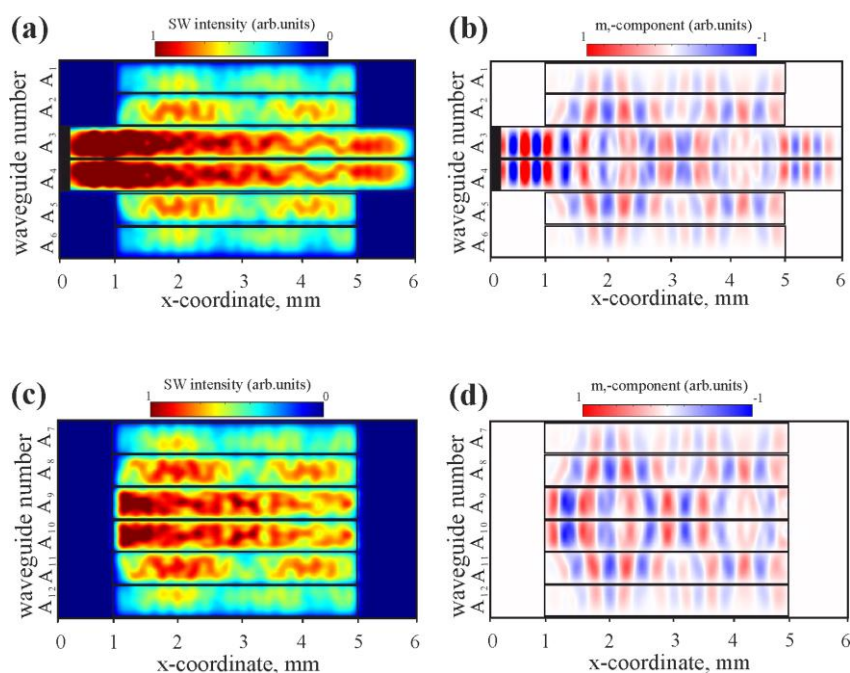 (a)
SW intensity (arb.units)
1 0
waveguide number
A₁
A₂
A₃
A₄
A₅
A₆
0 1 2 3 4 5 6
x-coordinate, mm
(b)
m,-component (arb.units)
1 -1
waveguide number
A₁
A₂
A₃
A₄
A₅
A₆
0 1 2 3 4 5 6
x-coordinate, mm
(c)
SW intensity (arb.units)
1 0
waveguide number
A₇
A₈
A₉
A₁₀
A₁₁
A₁₂
0 1 2 3 4 5 6
x-coordinate, mm
(d)
m,-component (arb.units)
1 -1
waveguide number
A₇
A₈
A₉
A₁₀
A₁₁
A₁₂
0 1 2 3 4 5 6
x-coordinate, mm